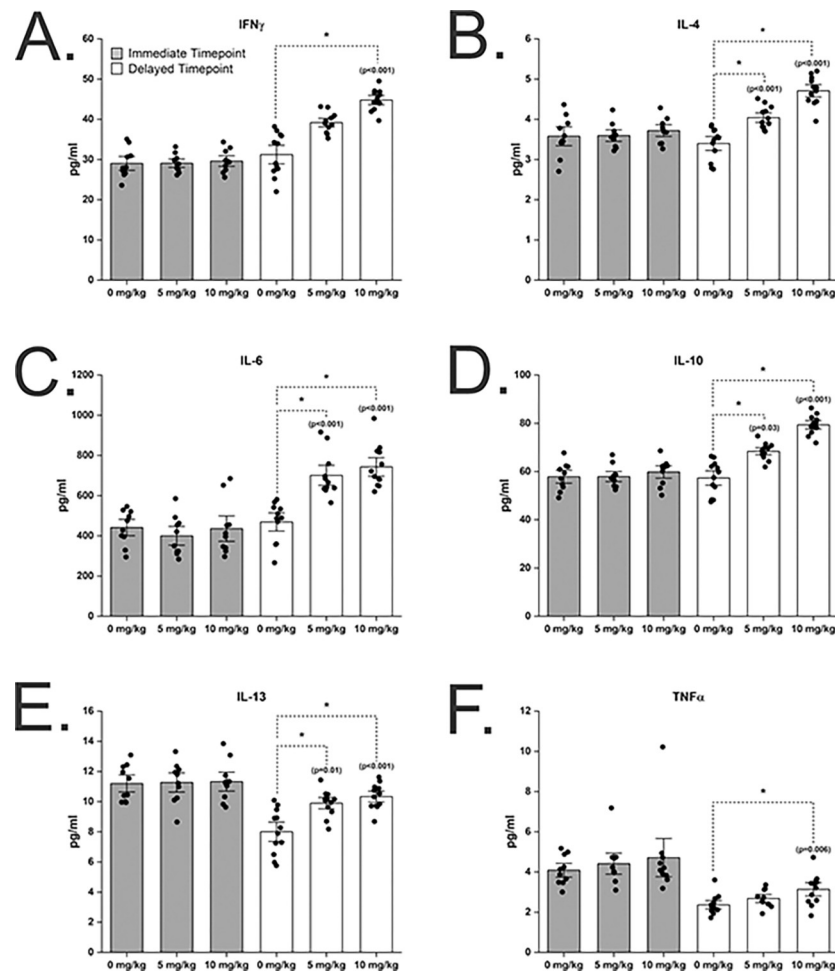 A.
IFNγ
Immediate Timepoint
Delayed Timepoint
*
(p<0.001)
60
50
40
30
20
10
0
pg/ml
0 mg/kg 5 mg/kg 10 mg/kg 0 mg/kg 5 mg/kg 10 mg/kg
B.
IL-4
*
*
(p<0.001)
(p<0.001)
6
5
4
3
2
1
0
pg/ml
0 mg/kg 5 mg/kg 10 mg/kg 0 mg/kg 5 mg/kg 10 mg/kg
C.
IL-6
*
*
(p<0.001)
(p<0.001)
1200
1000
800
600
400
200
0
pg/ml
0 mg/kg 5 mg/kg 10 mg/kg 0 mg/kg 5 mg/kg 10 mg/kg
D.
IL-10
*
*
(p<0.001)
(p=0.03)
100
80
60
40
20
0
pg/ml
0 mg/kg 5 mg/kg 10 mg/kg 0 mg/kg 5 mg/kg 10 mg/kg
E.
IL-13
*
*
(p=0.01)
(p<0.001)
16
14
12
10
8
6
4
2
0
pg/ml
0 mg/kg 5 mg/kg 10 mg/kg 0 mg/kg 5 mg/kg 10 mg/kg
F.
TNFα
*
(p=0.006)
12
10
8
6
4
2
0
pg/ml
0 mg/kg 5 mg/kg 10 mg/kg 0 mg/kg 5 mg/kg 10 mg/kg